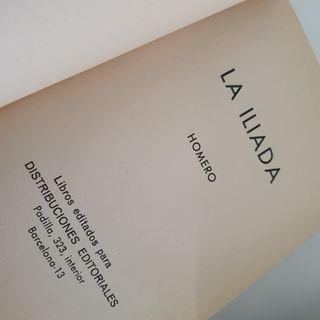 LA ILIADA
HOMERO
Libros editados para
DISTRIBUCIONES EDITORIALES
Padilla, 323, interior
Barcelona-13